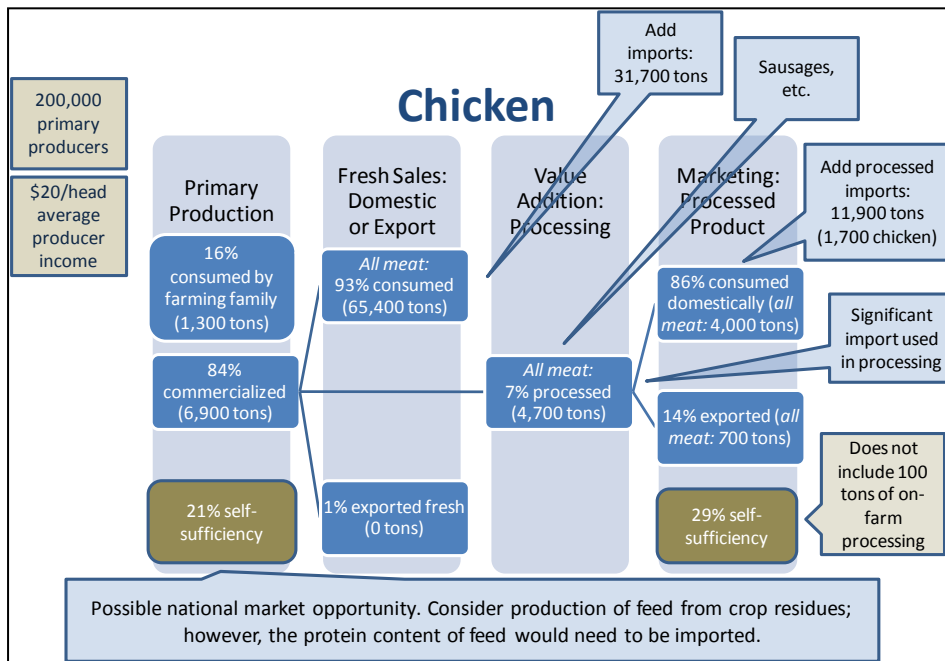 Chicken
200,000
primary
producers
$20/head
average
producer
income
Add
imports:
31,700 tons
Sausages,
etc.
Add processed
imports:
11,900 tons
(1,700 chicken)
Significant
import used
in processing
Does not
include 100
tons of on-
farm
processing
Primary
Production
16%
consumed by
farming family
(1,300 tons)
84%
commercialized
(6,900 tons)
21% self-
sufficiency
Fresh Sales:
Domestic
or Export
All meat:
93% consumed
(65,400 tons)
1% exported fresh
(0 tons)
Value
Addition:
Processing
All meat:
7% processed
(4,700 tons)
Marketing:
Processed
Product
86% consumed
domestically (all
meat: 4,000 tons)
14% exported (all
meat: 700 tons)
29% self-
sufficiency
Possible national market opportunity. Consider production of feed from crop residues;
however, the protein content of feed would need to be imported.